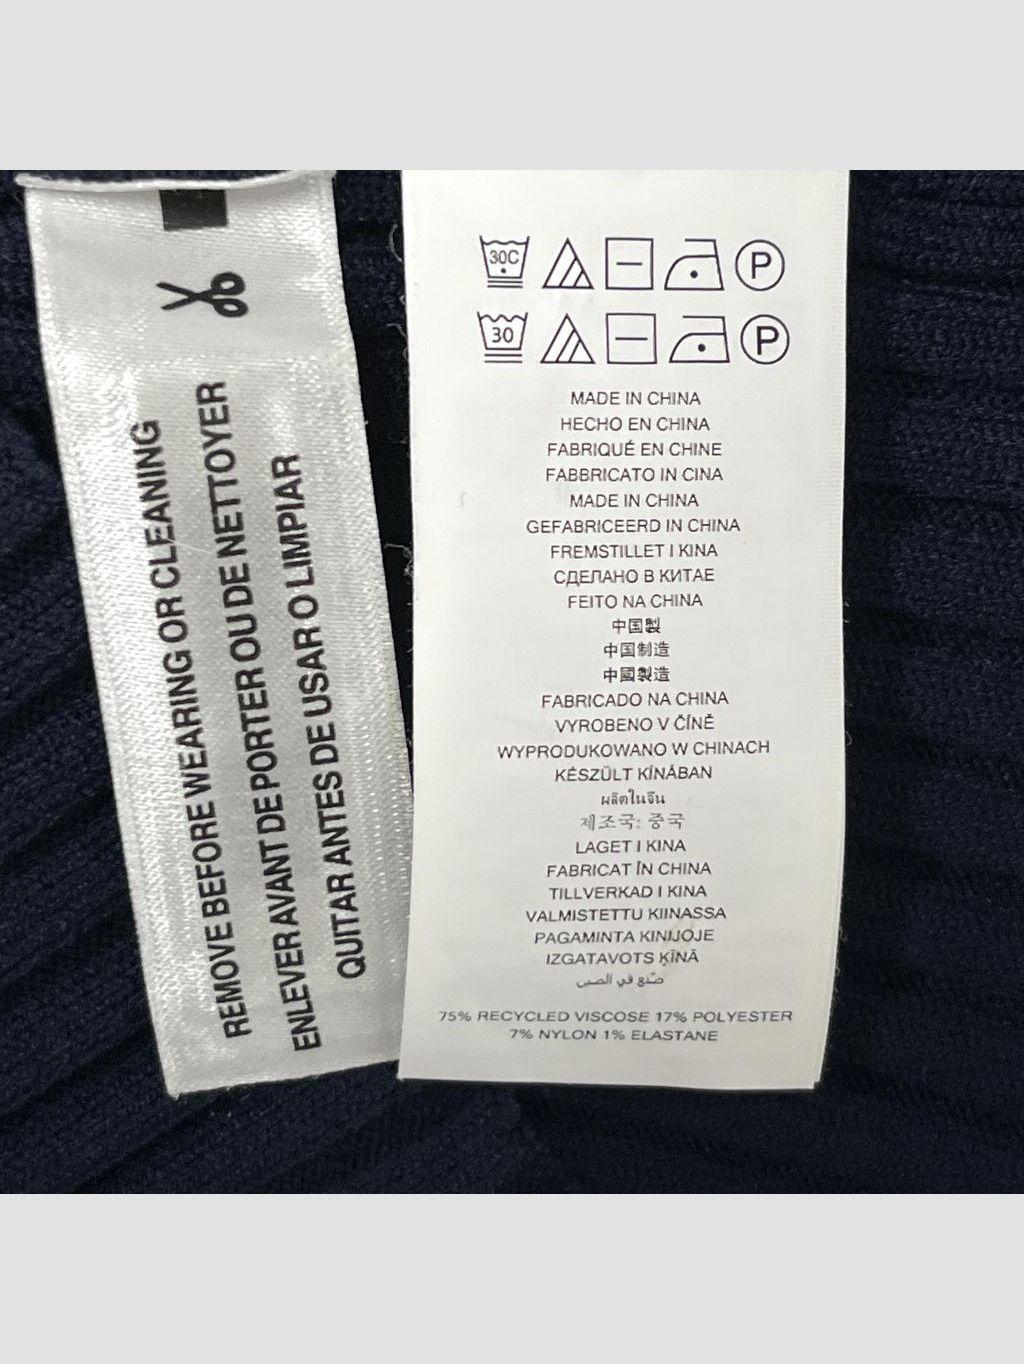 REMOVE BEFORE WEARING OR CLEANING
ENLEVER AVANT DE PORTER OU DE NETTOYER
QUITAR ANTES DE USAR O LIMPIAR
30C P
30 P
MADE IN CHINA
HECHO EN CHINA
FABRIQUÉ EN CHINE
FABBRICATO IN CINA
MADE IN CHINA
GEFABRICEERD IN CHINA
FREMSTILLET I KINA
СДЕЛАНО В КИТАЕ
FEITO NA CHINA
中国製
中国制造
中國製造
FABRICADO NA CHINA
VYROBENO V ČÍNĚ
WYPRODUKOWANO W CHINACH
KÉSZÜLT KÍNÁBAN
ผลิตในจีน
제조국: 중국
LAGET I KINA
FABRICAT ÎN CHINA
TILLVERKAD I KINA
VALMISTETTU KIINASSA
PAGAMINTA KINIJOJE
IZGATAVOTS ĶĪNĀ
صُنع في الصين
75% RECYCLED VISCOSE 17% POLYESTER
7% NYLON 1% ELASTANE